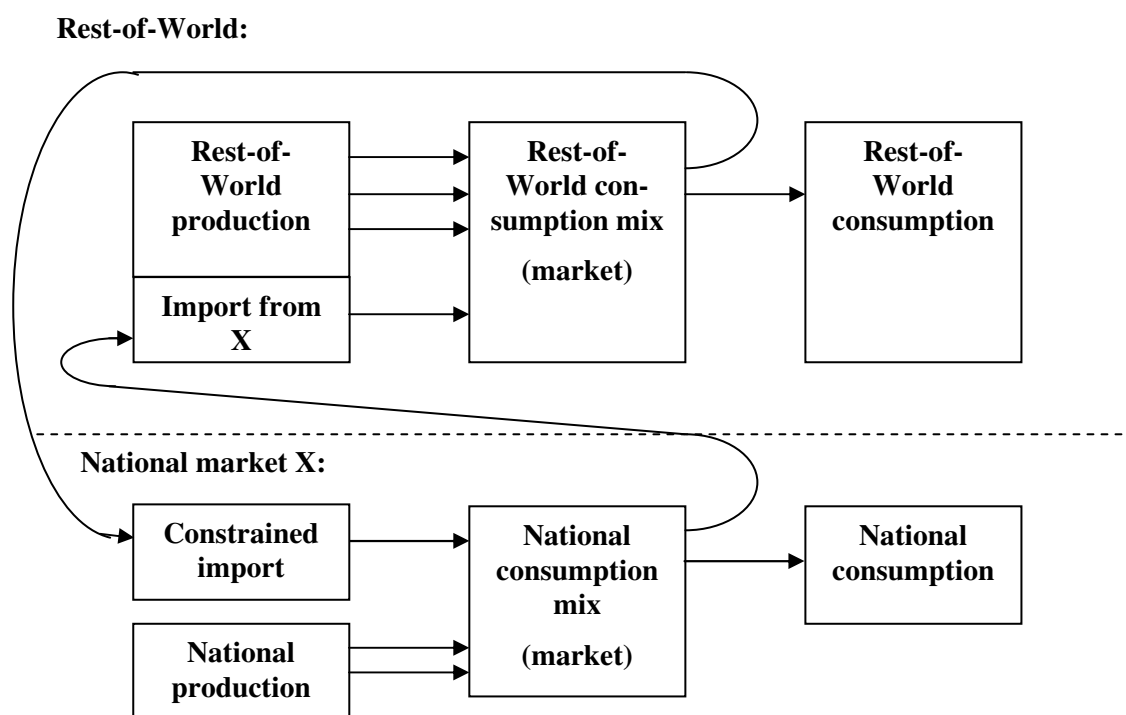 Rest-of-World:
Rest-of-
World
production
Import from
X
Rest-of-
World con-
sumption mix
(market)
Rest-of-
World
consumption
National market X:
Constrained
import
National
production
National
consumption
mix
(market)
National
consumption